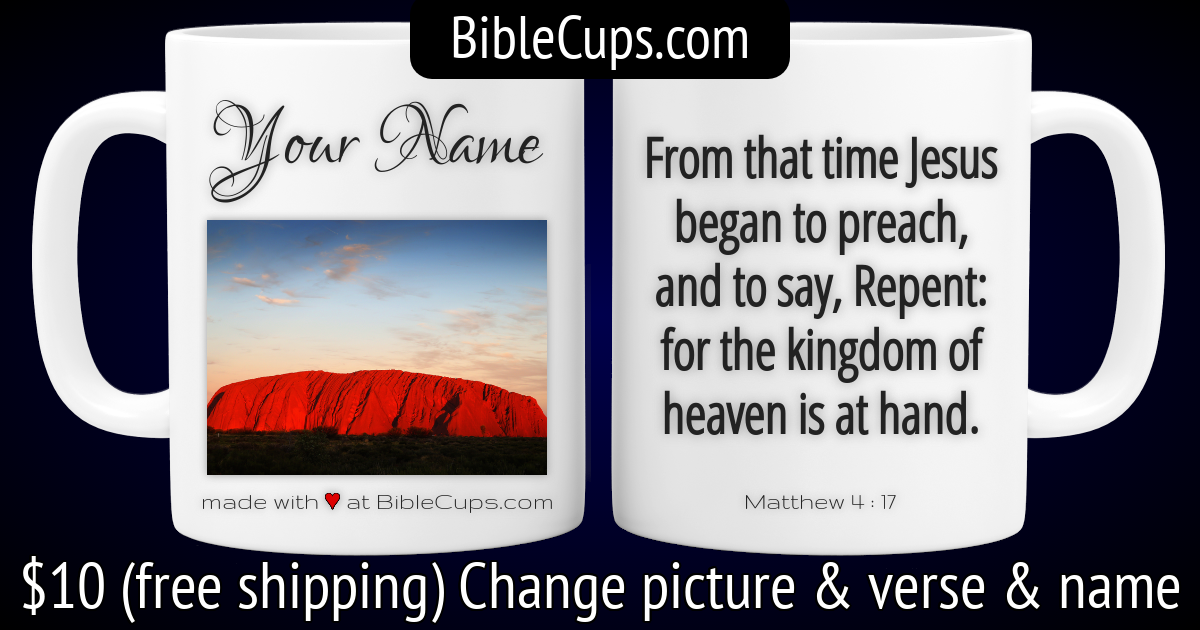 BibleCups.com
Your Name
made with ♥ at BibleCups.com
From that time Jesus
began to preach,
and to say, Repent:
for the kingdom of
heaven is at hand.
Matthew 4 : 17
$10 (free shipping) Change picture & verse & name